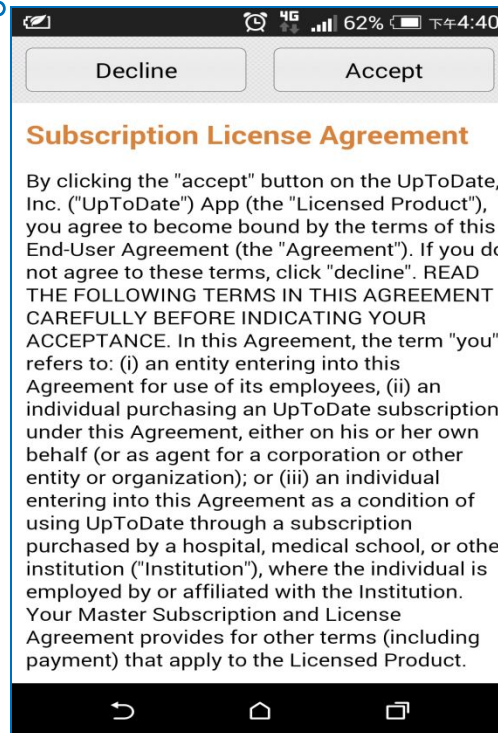 4G 62% 下午4:40
Decline Accept
Subscription License Agreement
By clicking the "accept" button on the UpToDate,
Inc. ("UpToDate") App (the "Licensed Product"),
you agree to become bound by the terms of this
End-User Agreement (the "Agreement"). If you do
not agree to these terms, click "decline". READ
THE FOLLOWING TERMS IN THIS AGREEMENT
CAREFULLY BEFORE INDICATING YOUR
ACCEPTANCE. In this Agreement, the term "you"
refers to: (i) an entity entering into this
Agreement for use of its employees, (ii) an
individual purchasing an UpToDate subscription
under this Agreement, either on his or her own
behalf (or as agent for a corporation or other
entity or organization); or (iii) an individual
entering into this Agreement as a condition of
using UpToDate through a subscription
purchased by a hospital, medical school, or othe
institution ("Institution"), where the individual is
employed by or affiliated with the Institution.
Your Master Subscription and License
Agreement provides for other terms (including
payment) that apply to the Licensed Product.